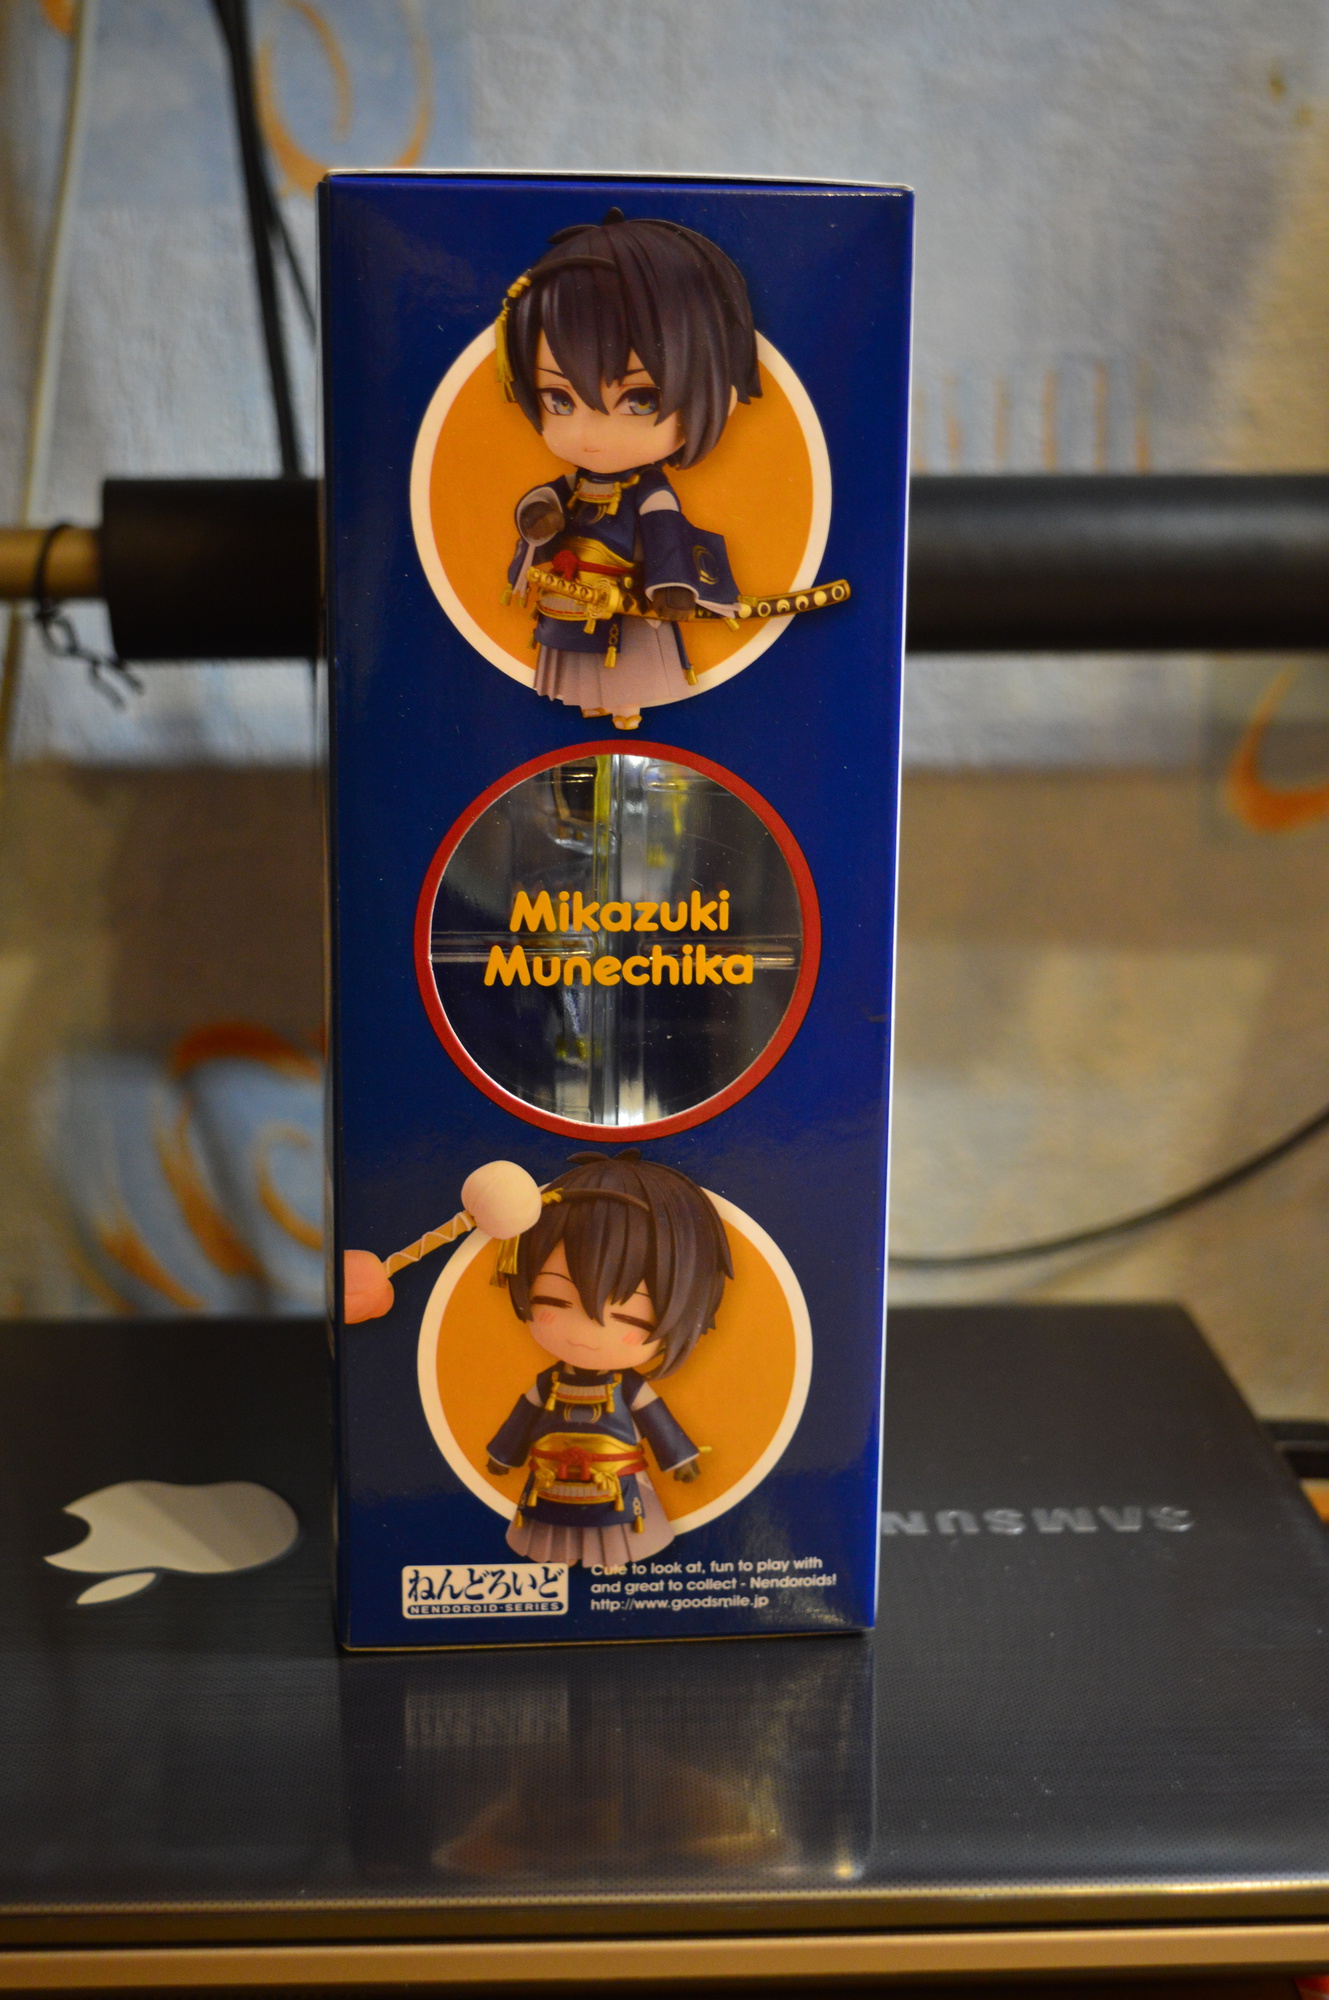 Mikazuki
Munechika
ねんどろいど
NENDOROID・SERIES
Cute to look at, fun to play with
and great to collect - Nendoroids!
http://www.goodsmile.jp
SAMSUN